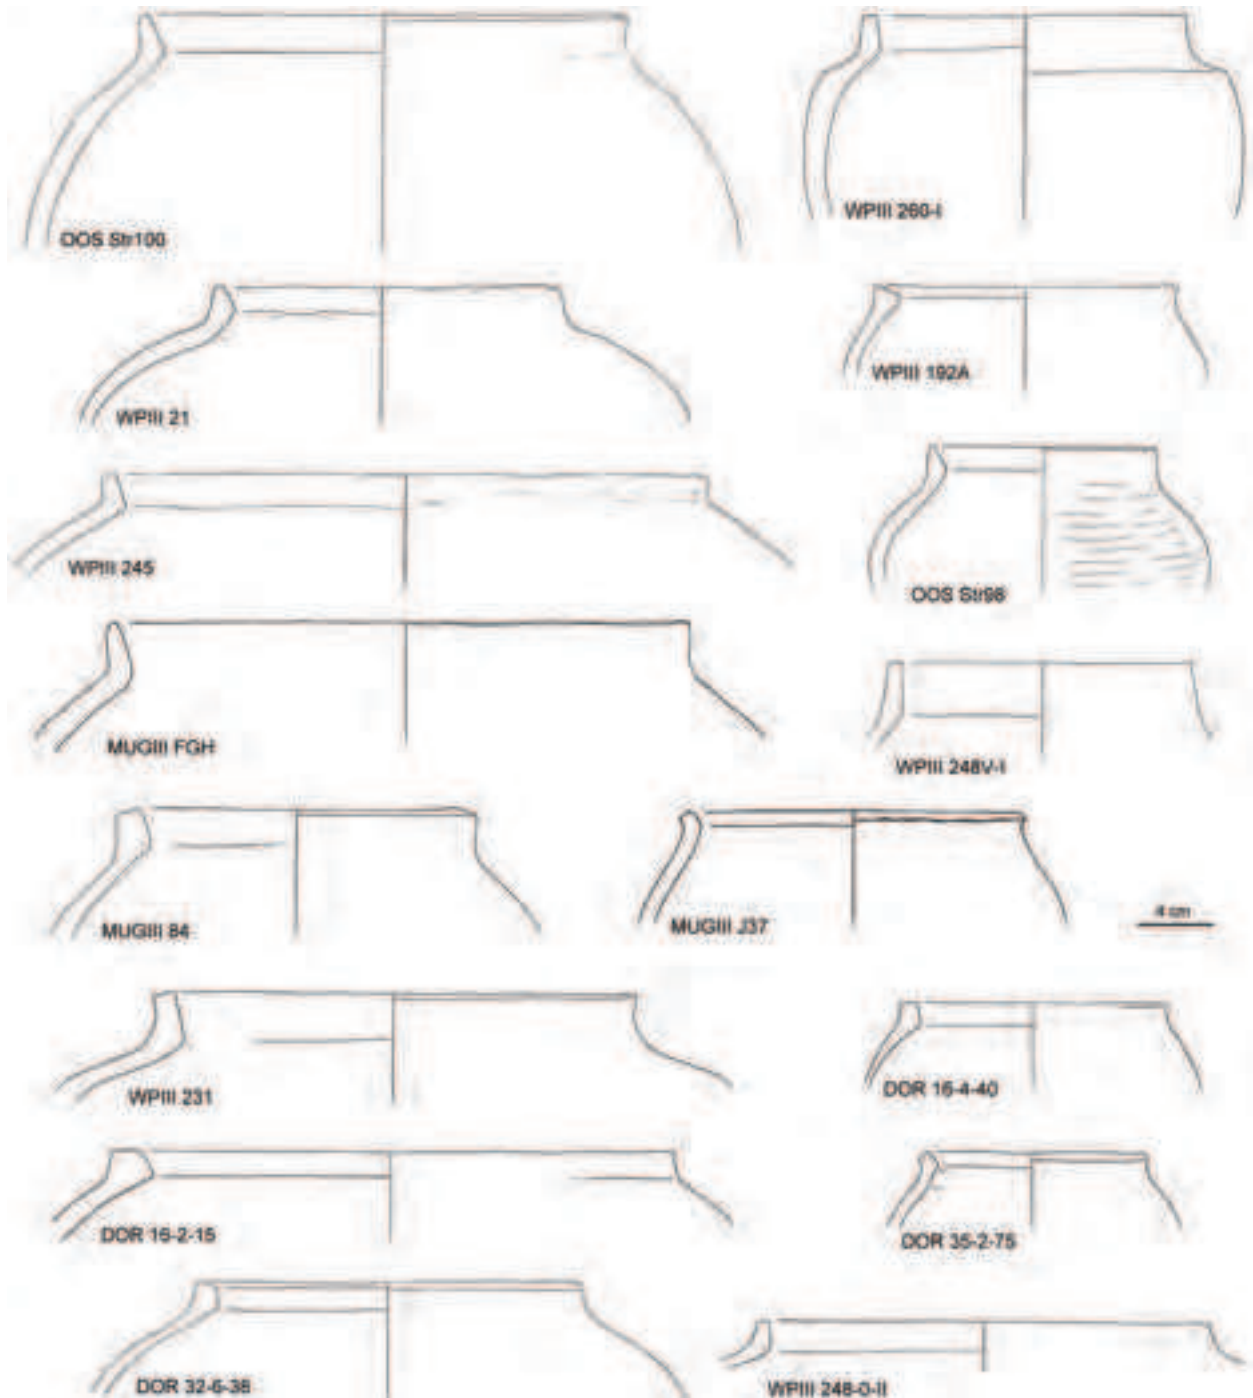 OOS Str100
WPIII 260-I
WPIII 21
WPIII 192A
WPIII 245
OOS Str98
MUGIII FGH
WPIII 248V-I
MUGIII 84
MUGIII J37
4 cm
WPIII 231
DOR 16-4-40
DOR 16-2-15
DOR 35-2-75
DOR 32-6-38
WPIII 248-0-II